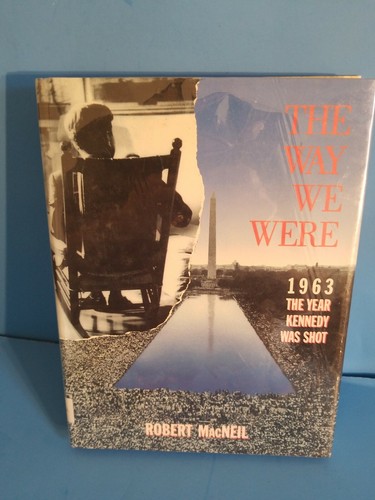 THE
WAY
WE
WERE
1963
THE YEAR
KENNEDY
WAS SHOT
ROBERT MACNEIL